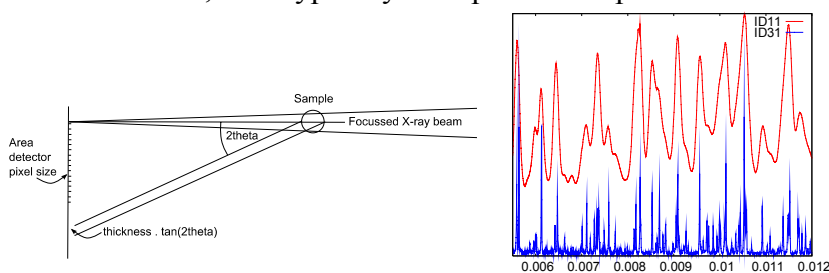 ID11
ID31
Sample
Focussed X-ray beam
2theta
Area
detector
pixel size
thickness . tan(2theta)
0.006 0.007 0.008 0.009 0.01 0.011 0.012